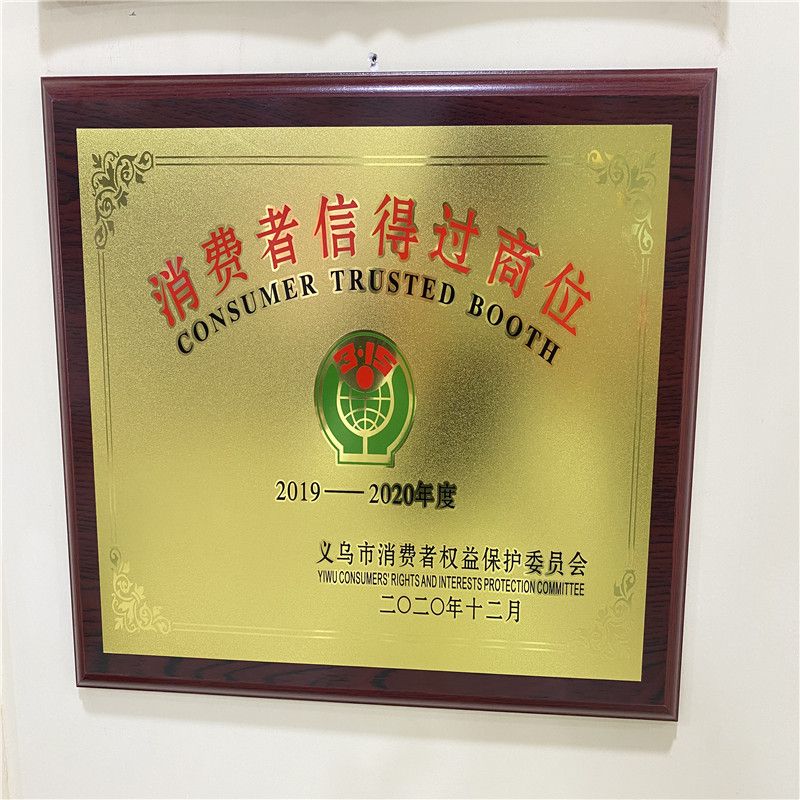 消费者信得过商位
CONSUMER TRUSTED BOOTH
3·15
2019——2020年度
义乌市消费者权益保护委员会
YIWU CONSUMERS' RIGHTS AND INTERESTS PROTECTION COMMITTEE
二〇二〇年十二月